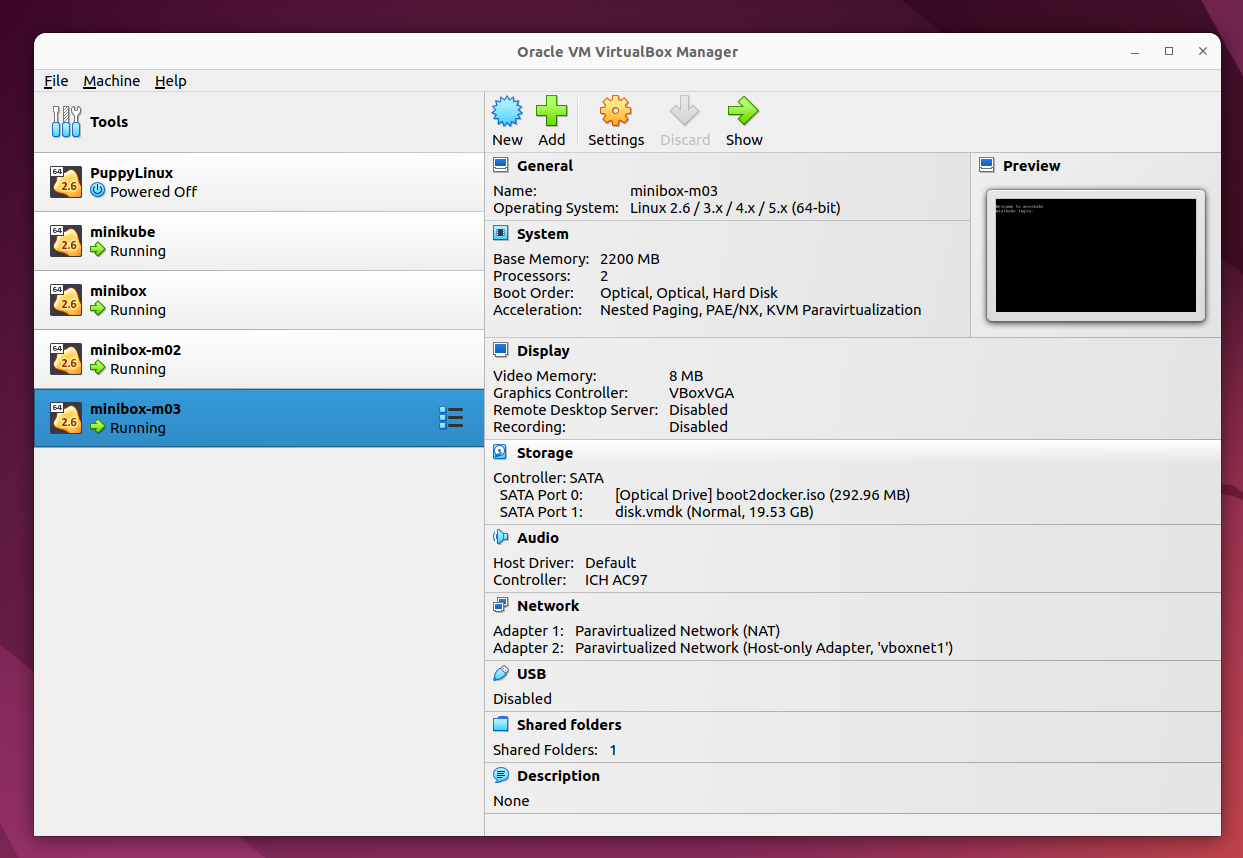 Oracle VM VirtualBox Manager
File Machine Help
Tools
New Add Settings Discard Show
64
2.6
PuppyLinux
Powered Off
64
2.6
minikube
Running
64
2.6
minibox
Running
64
2.6
minibox-m02
Running
64
2.6
minibox-m03
Running
General
Name: minibox-m03
Operating System: Linux 2.6 / 3.x / 4.x / 5.x (64-bit)
System
Base Memory: 2200 MB
Processors: 2
Boot Order: Optical, Optical, Hard Disk
Acceleration: Nested Paging, PAE/NX, KVM Paravirtualization
Preview
Welcome to minikube
minikube login:
Display
Video Memory: 8 MB
Graphics Controller: VBoxVGA
Remote Desktop Server: Disabled
Recording: Disabled
Storage
Controller: SATA
SATA Port 0: [Optical Drive] boot2docker.iso (292.96 MB)
SATA Port 1: disk.vmdk (Normal, 19.53 GB)
Audio
Host Driver: Default
Controller: ICH AC97
Network
Adapter 1: Paravirtualized Network (NAT)
Adapter 2: Paravirtualized Network (Host-only Adapter, 'vboxnet1')
USB
Disabled
Shared folders
Shared Folders: 1
Description
None